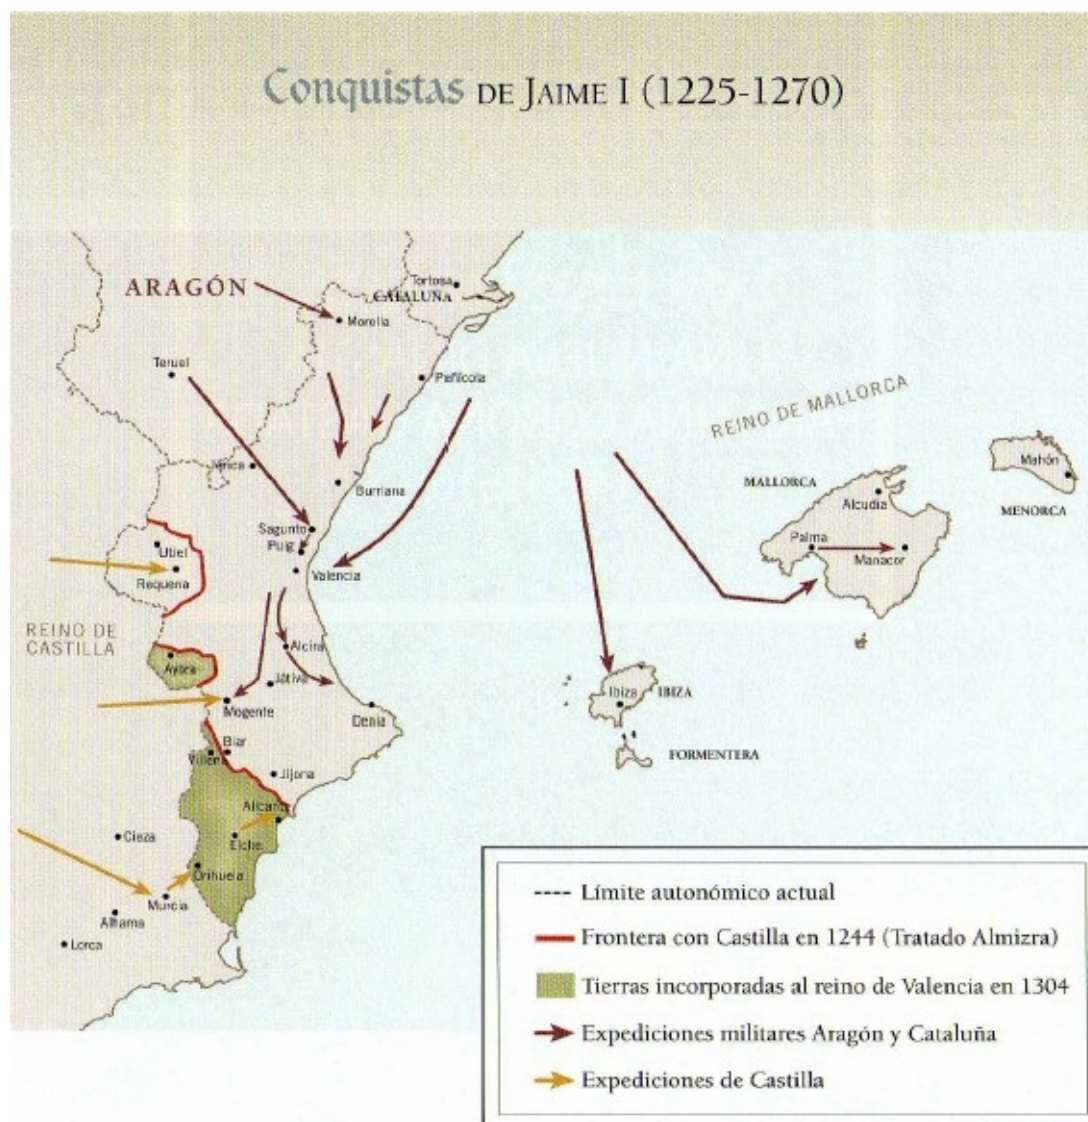 Conquistas DE JAIME I (1225-1270)
ARAGÓN
Tortosa
CATALUÑA
Morella
Teruel
Peñícola
REINO DE MALLORCA
Jérica
Burriana
Mahón
MALLORCA
Alcudia
MENORCA
Sagunto
Puig
Utiel
Palma
Manacor
Requena
Valencia
REINO DE
CASTILLA
Alcira
Ayora
Játiva
Ibiza
IBIZA
Mogente
Denia
Biar
Villena
FORMENTERA
Jijona
Alicante
Cieza
Elche
Orihuela
Murcia
Alhama
Lorca
Límite autonómico actual
Frontera con Castilla en 1244 (Tratado Almizra)
Tierras incorporadas al reino de Valencia en 1304
Expediciones militares Aragón y Cataluña
Expediciones de Castilla